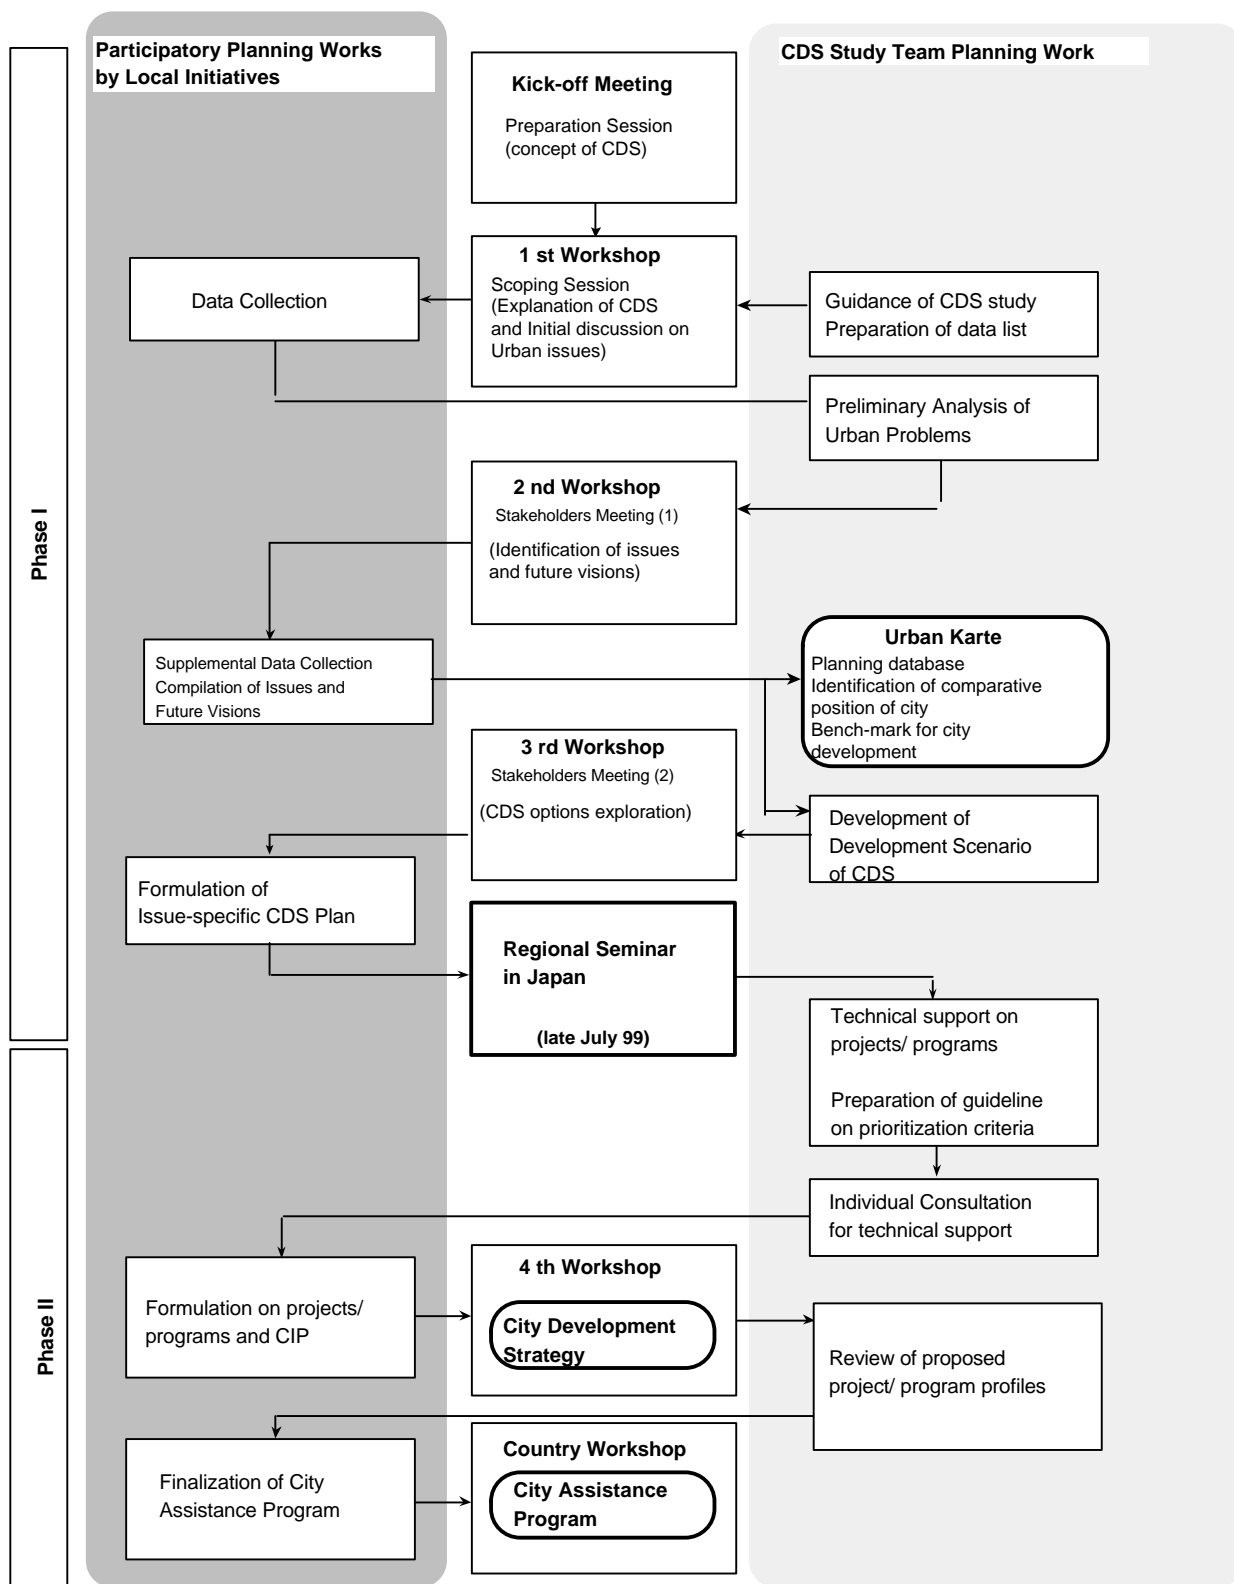 Participatory Planning Works
by Local Initiatives
CDS Study Team Planning Work
Phase I
Kick-off Meeting
Preparation Session
(concept of CDS)
1 st Workshop
Scoping Session
(Explanation of CDS
and Initial discussion on
Urban issues)
Data Collection
Guidance of CDS study
Preparation of data list
Preliminary Analysis of
Urban Problems
2 nd Workshop
Stakeholders Meeting (1)
(Identification of issues
and future visions)
Supplemental Data Collection
Compilation of Issues and
Future Visions
Urban Karte
Planning database
Identification of comparative
position of city
Bench-mark for city
development
3 rd Workshop
Stakeholders Meeting (2)
(CDS options exploration)
Development of
Development Scenario
of CDS
Formulation of
Issue-specific CDS Plan
Regional Seminar
in Japan
(late July 99)
Technical support on
projects/ programs
Preparation of guideline
on prioritization criteria
Phase II
Individual Consultation
for technical support
Formulation on projects/
programs and CIP
4 th Workshop
City Development
Strategy
Review of proposed
project/ program profiles
Finalization of City
Assistance Program
Country Workshop
City Assistance
Program